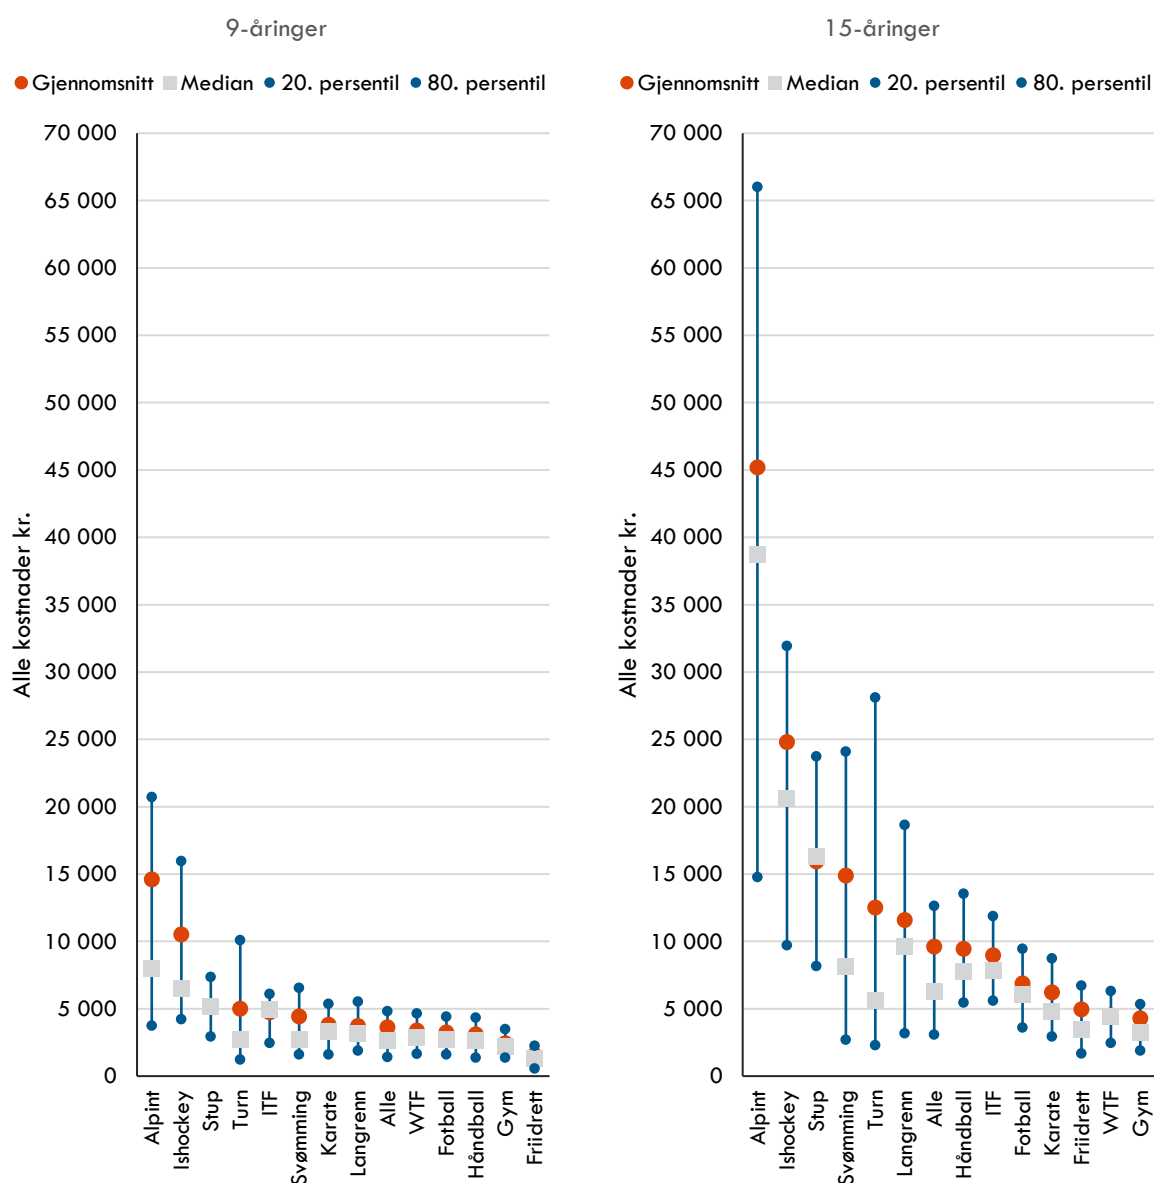 9-åringer
Gjennomsnitt Median 20. persentil 80. persentil
Alle kostnader kr.
70 000
65 000
60 000
55 000
50 000
45 000
40 000
35 000
30 000
25 000
20 000
15 000
10 000
5 000
0
Alpint
Ishockey
Stup
Turn
ITF
Svømming
Karate
Langrenn
Alle
WTF
Fotball
Håndball
Gym
Friidrett
15-åringer
Gjennomsnitt Median 20. persentil 80. persentil
Alle kostnader kr.
70 000
65 000
60 000
55 000
50 000
45 000
40 000
35 000
30 000
25 000
20 000
15 000
10 000
5 000
0
Alpint
Ishockey
Stup
Svømming
Turn
Langrenn
Alle
Håndball
ITF
Fotball
Karate
Friidrett
WTF
Gym